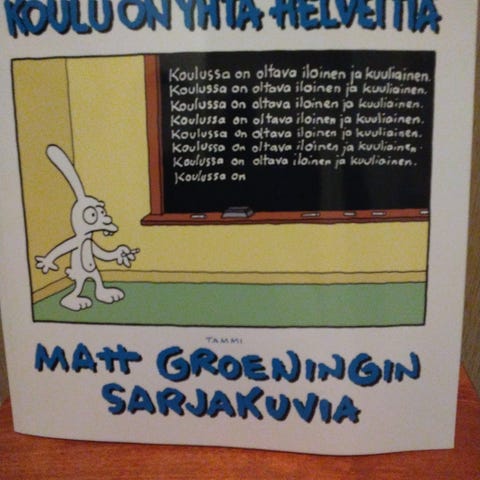 KOULU ON YHTÄ HELVETTIÄ
Koulussa on oltava iloinen ja kuuliainen.
Koulussa on oltava iloinen ja kuuliainen.
Koulussa on oltava iloinen ja kuuliainen.
Koulussa on oltava iloinen ja kuuliainen.
Koulussa on oltava iloinen ja kuuliainen.
Koulussa on oltava iloinen ja kuuliainen.
Koulussa on oltava iloinen ja kuuliainen.
Koulussa on
TAMMI
MATT GROENINGIN
SARJAKUVIA